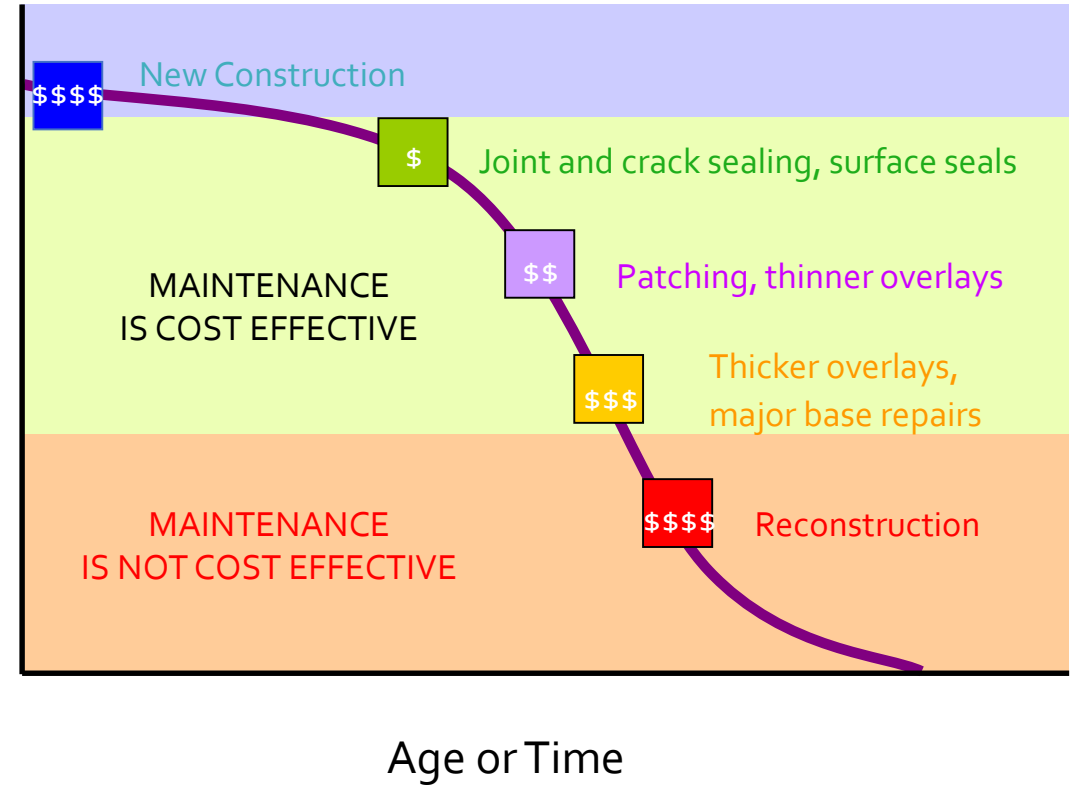 New Construction
$$$$
$
Joint and crack sealing, surface seals
$$
Patching, thinner overlays
MAINTENANCE
IS COST EFFECTIVE
Thicker overlays,
major base repairs
$$$
MAINTENANCE
IS NOT COST EFFECTIVE
$$$$
Reconstruction
Age or Time